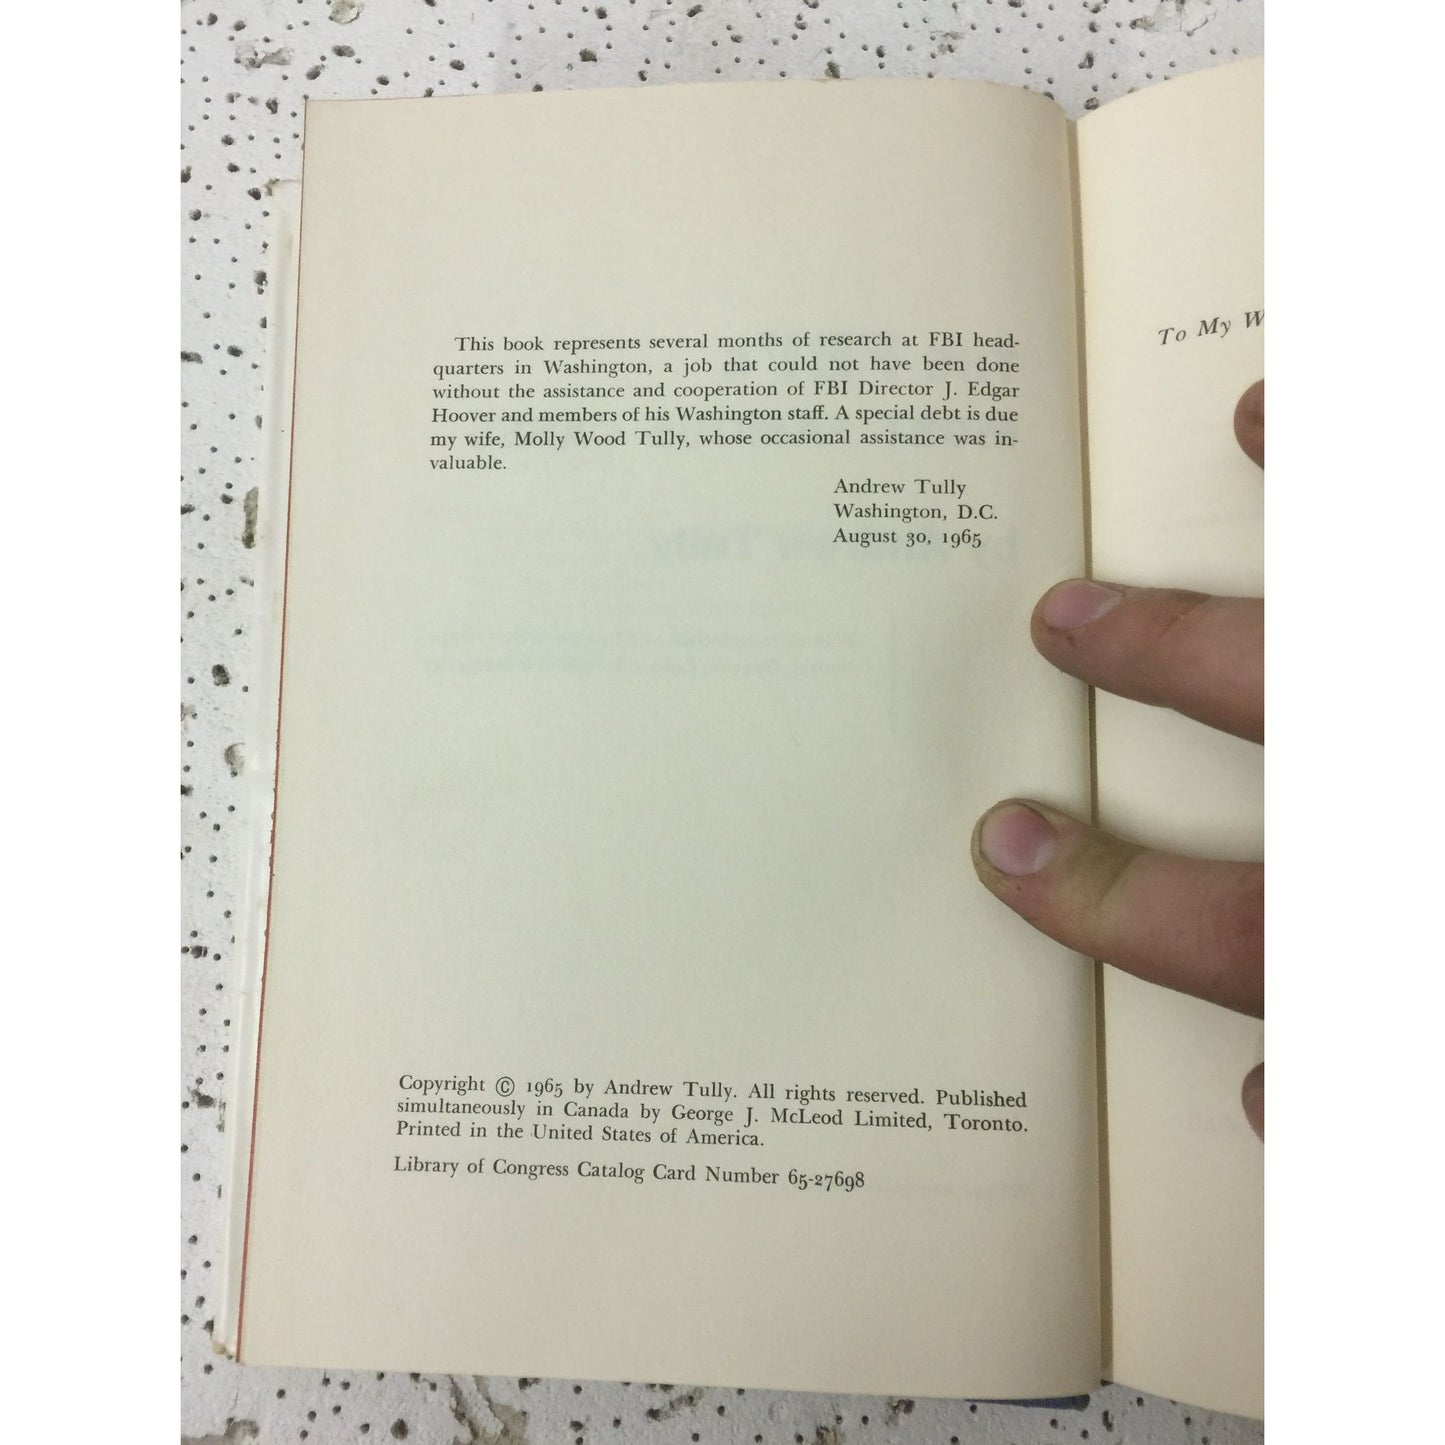 This book represents several months of research at FBI head-
quarters in Washington, a job that could not have been done
without the assistance and cooperation of FBI Director J. Edgar
Hoover and members of his Washington staff. A special debt is due
my wife, Molly Wood Tully, whose occasional assistance was in-
valuable.
Andrew Tully
Washington, D.C.
August 30, 1965
Copyright © 1965 by Andrew Tully. All rights reserved. Published
simultaneously in Canada by George J. McLeod Limited, Toronto.
Printed in the United States of America.
Library of Congress Catalog Card Number 65-27698
To My